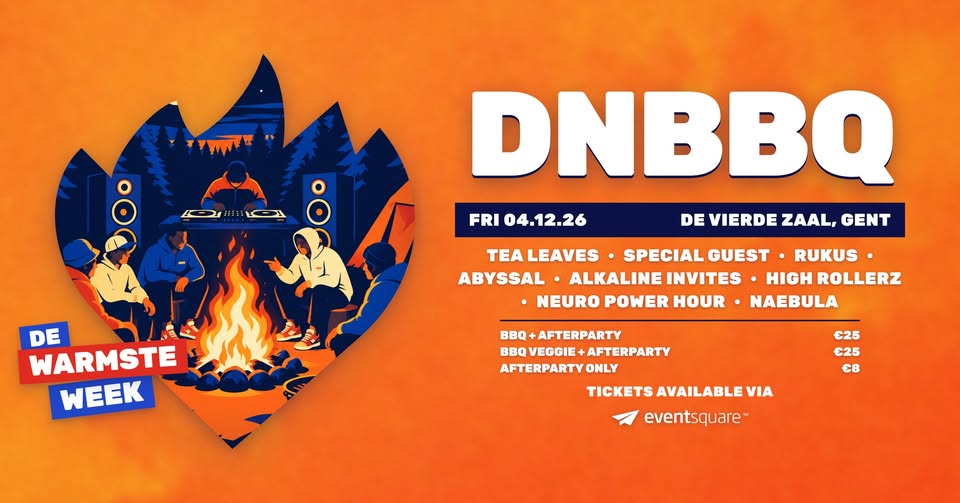 DNBBQ
FRI 04.12.26 DE VIERDE ZAAL, GENT
TEA LEAVES • SPECIAL GUEST • RUKUS •
ABYSSAL • ALKALINE INVITES • HIGH ROLLERZ
• NEURO POWER HOUR • NAEBULA
BBQ + AFTERPARTY €25
BBQ VEGGIE + AFTERPARTY €25
AFTERPARTY ONLY €8
TICKETS AVAILABLE VIA
eventsquare™
DE
WARMSTE
WEEK